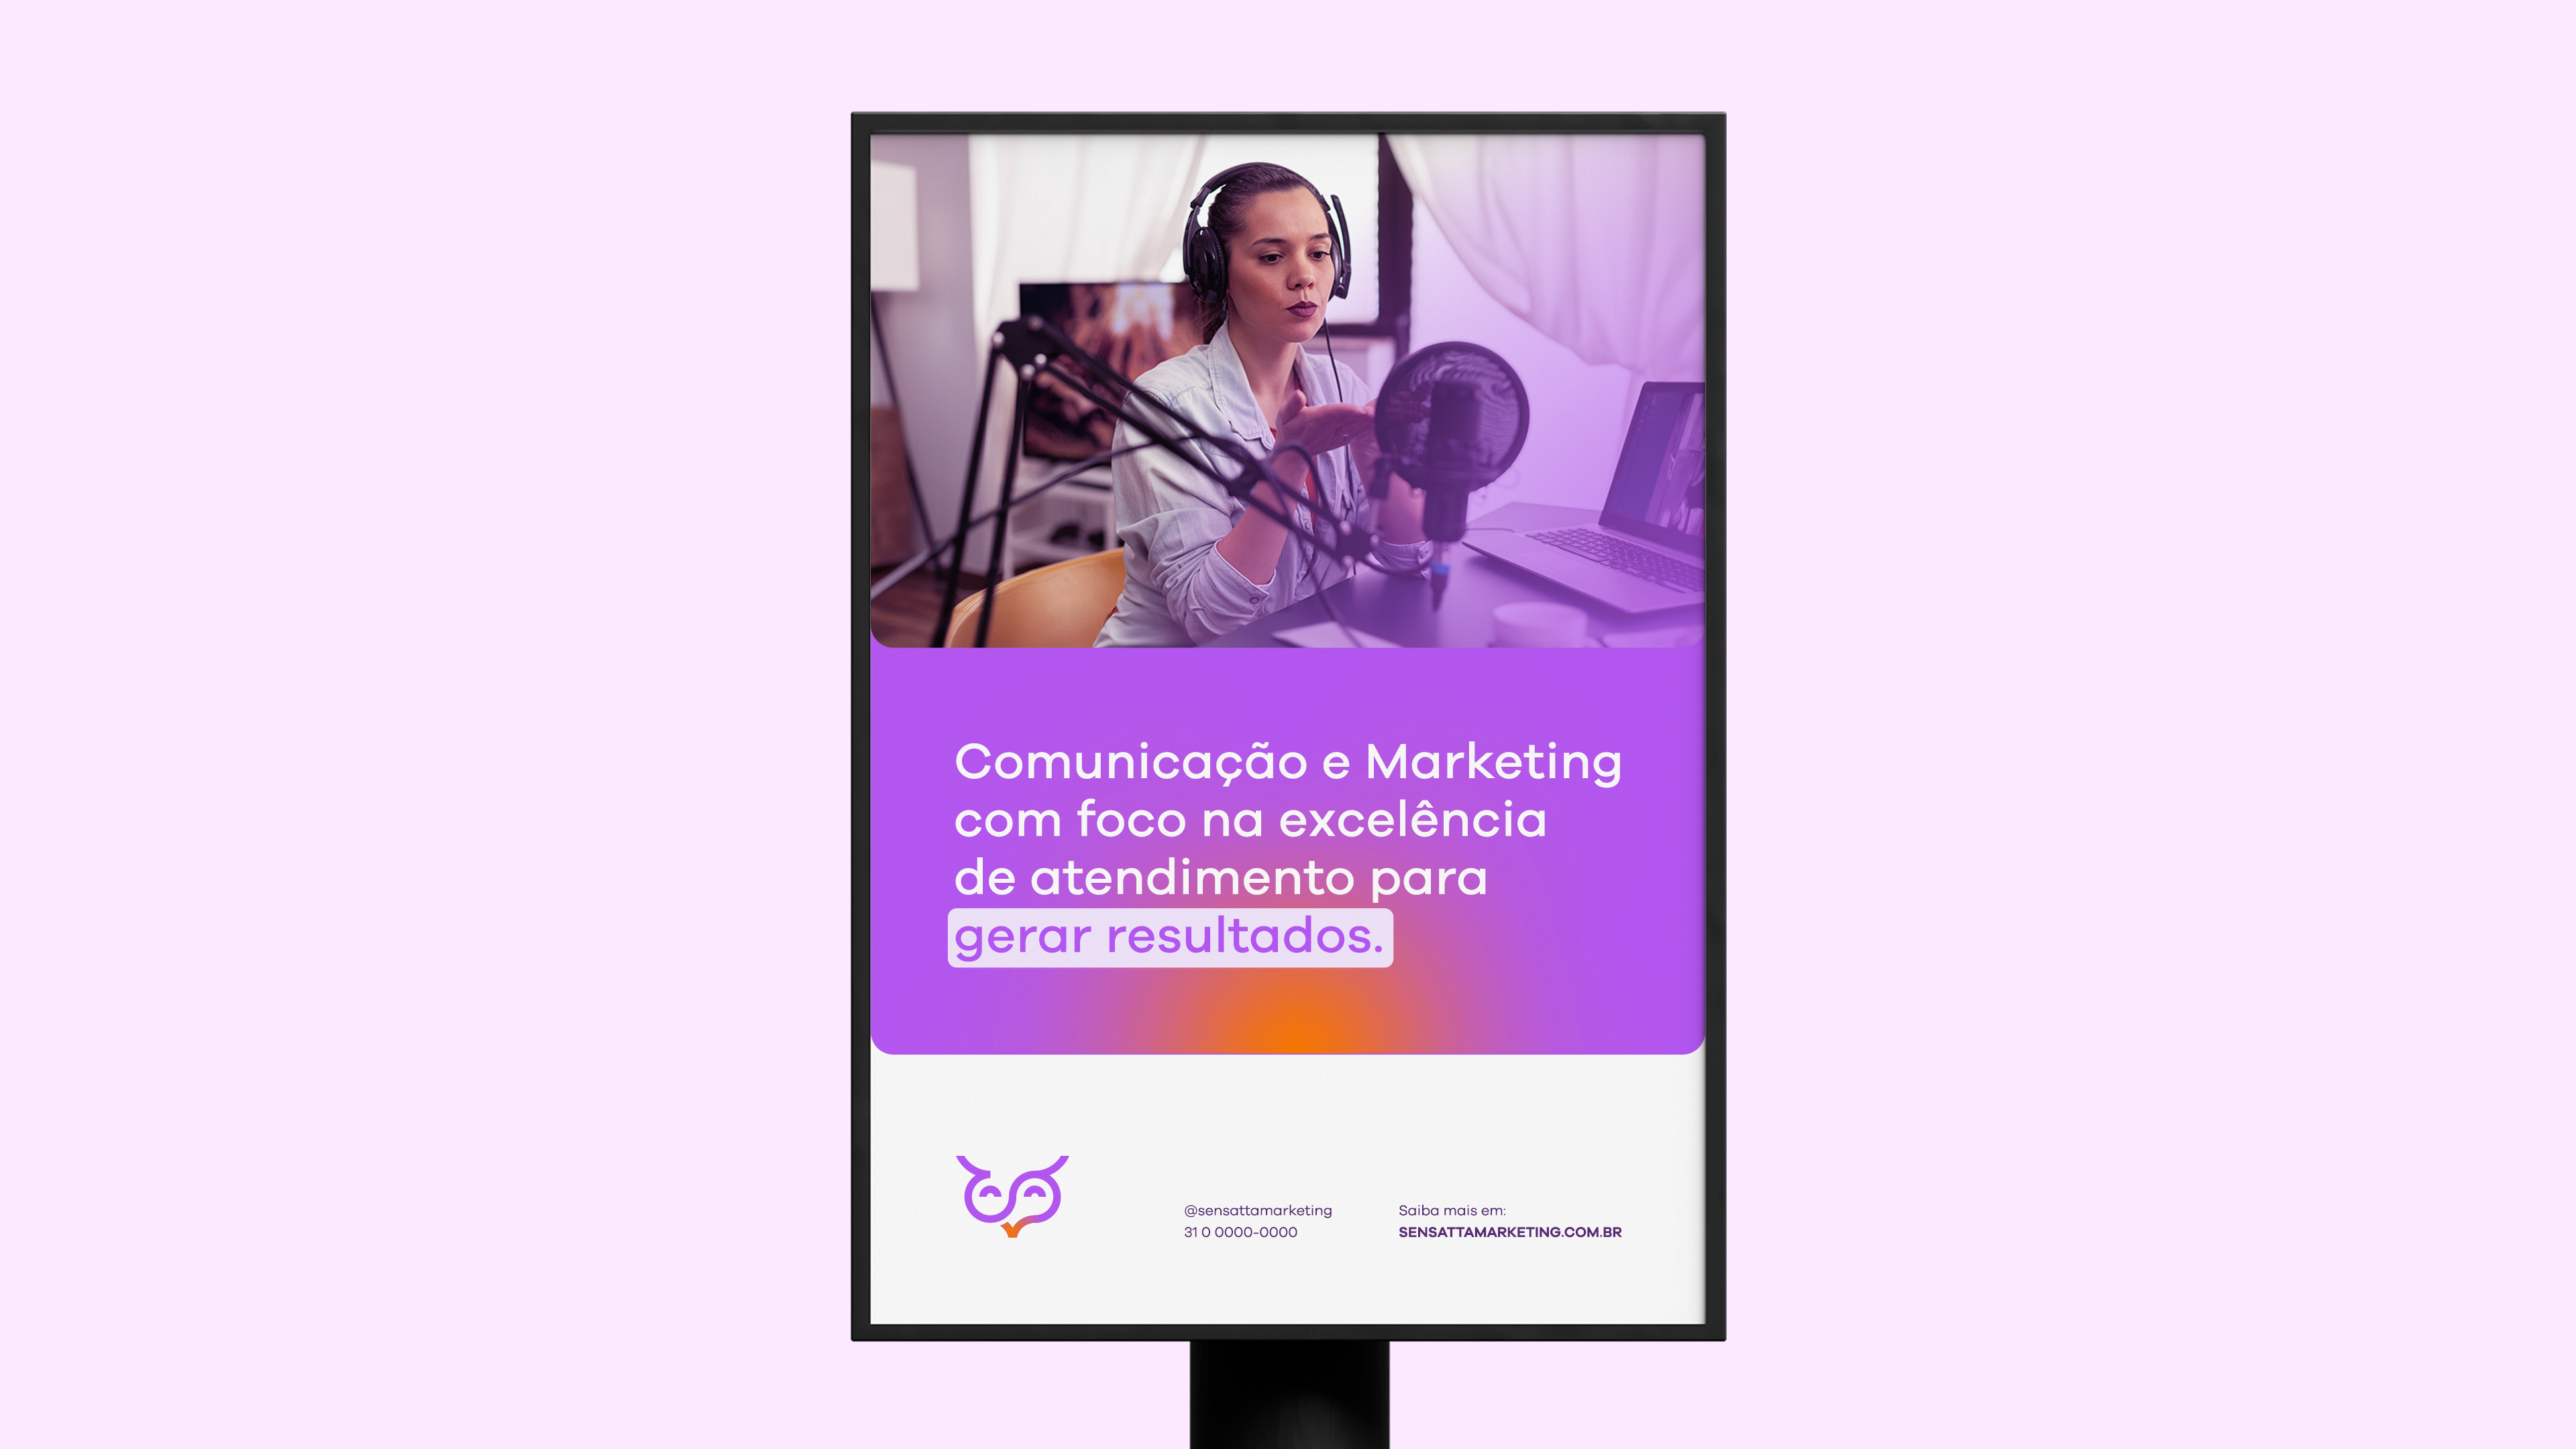 Comunicação e Marketing
com foco na excelência
de atendimento para
gerar resultados.
@sensattamarketing
31 0 0000-0000
Saiba mais em:
SENSATTAMARKETING.COM.BR